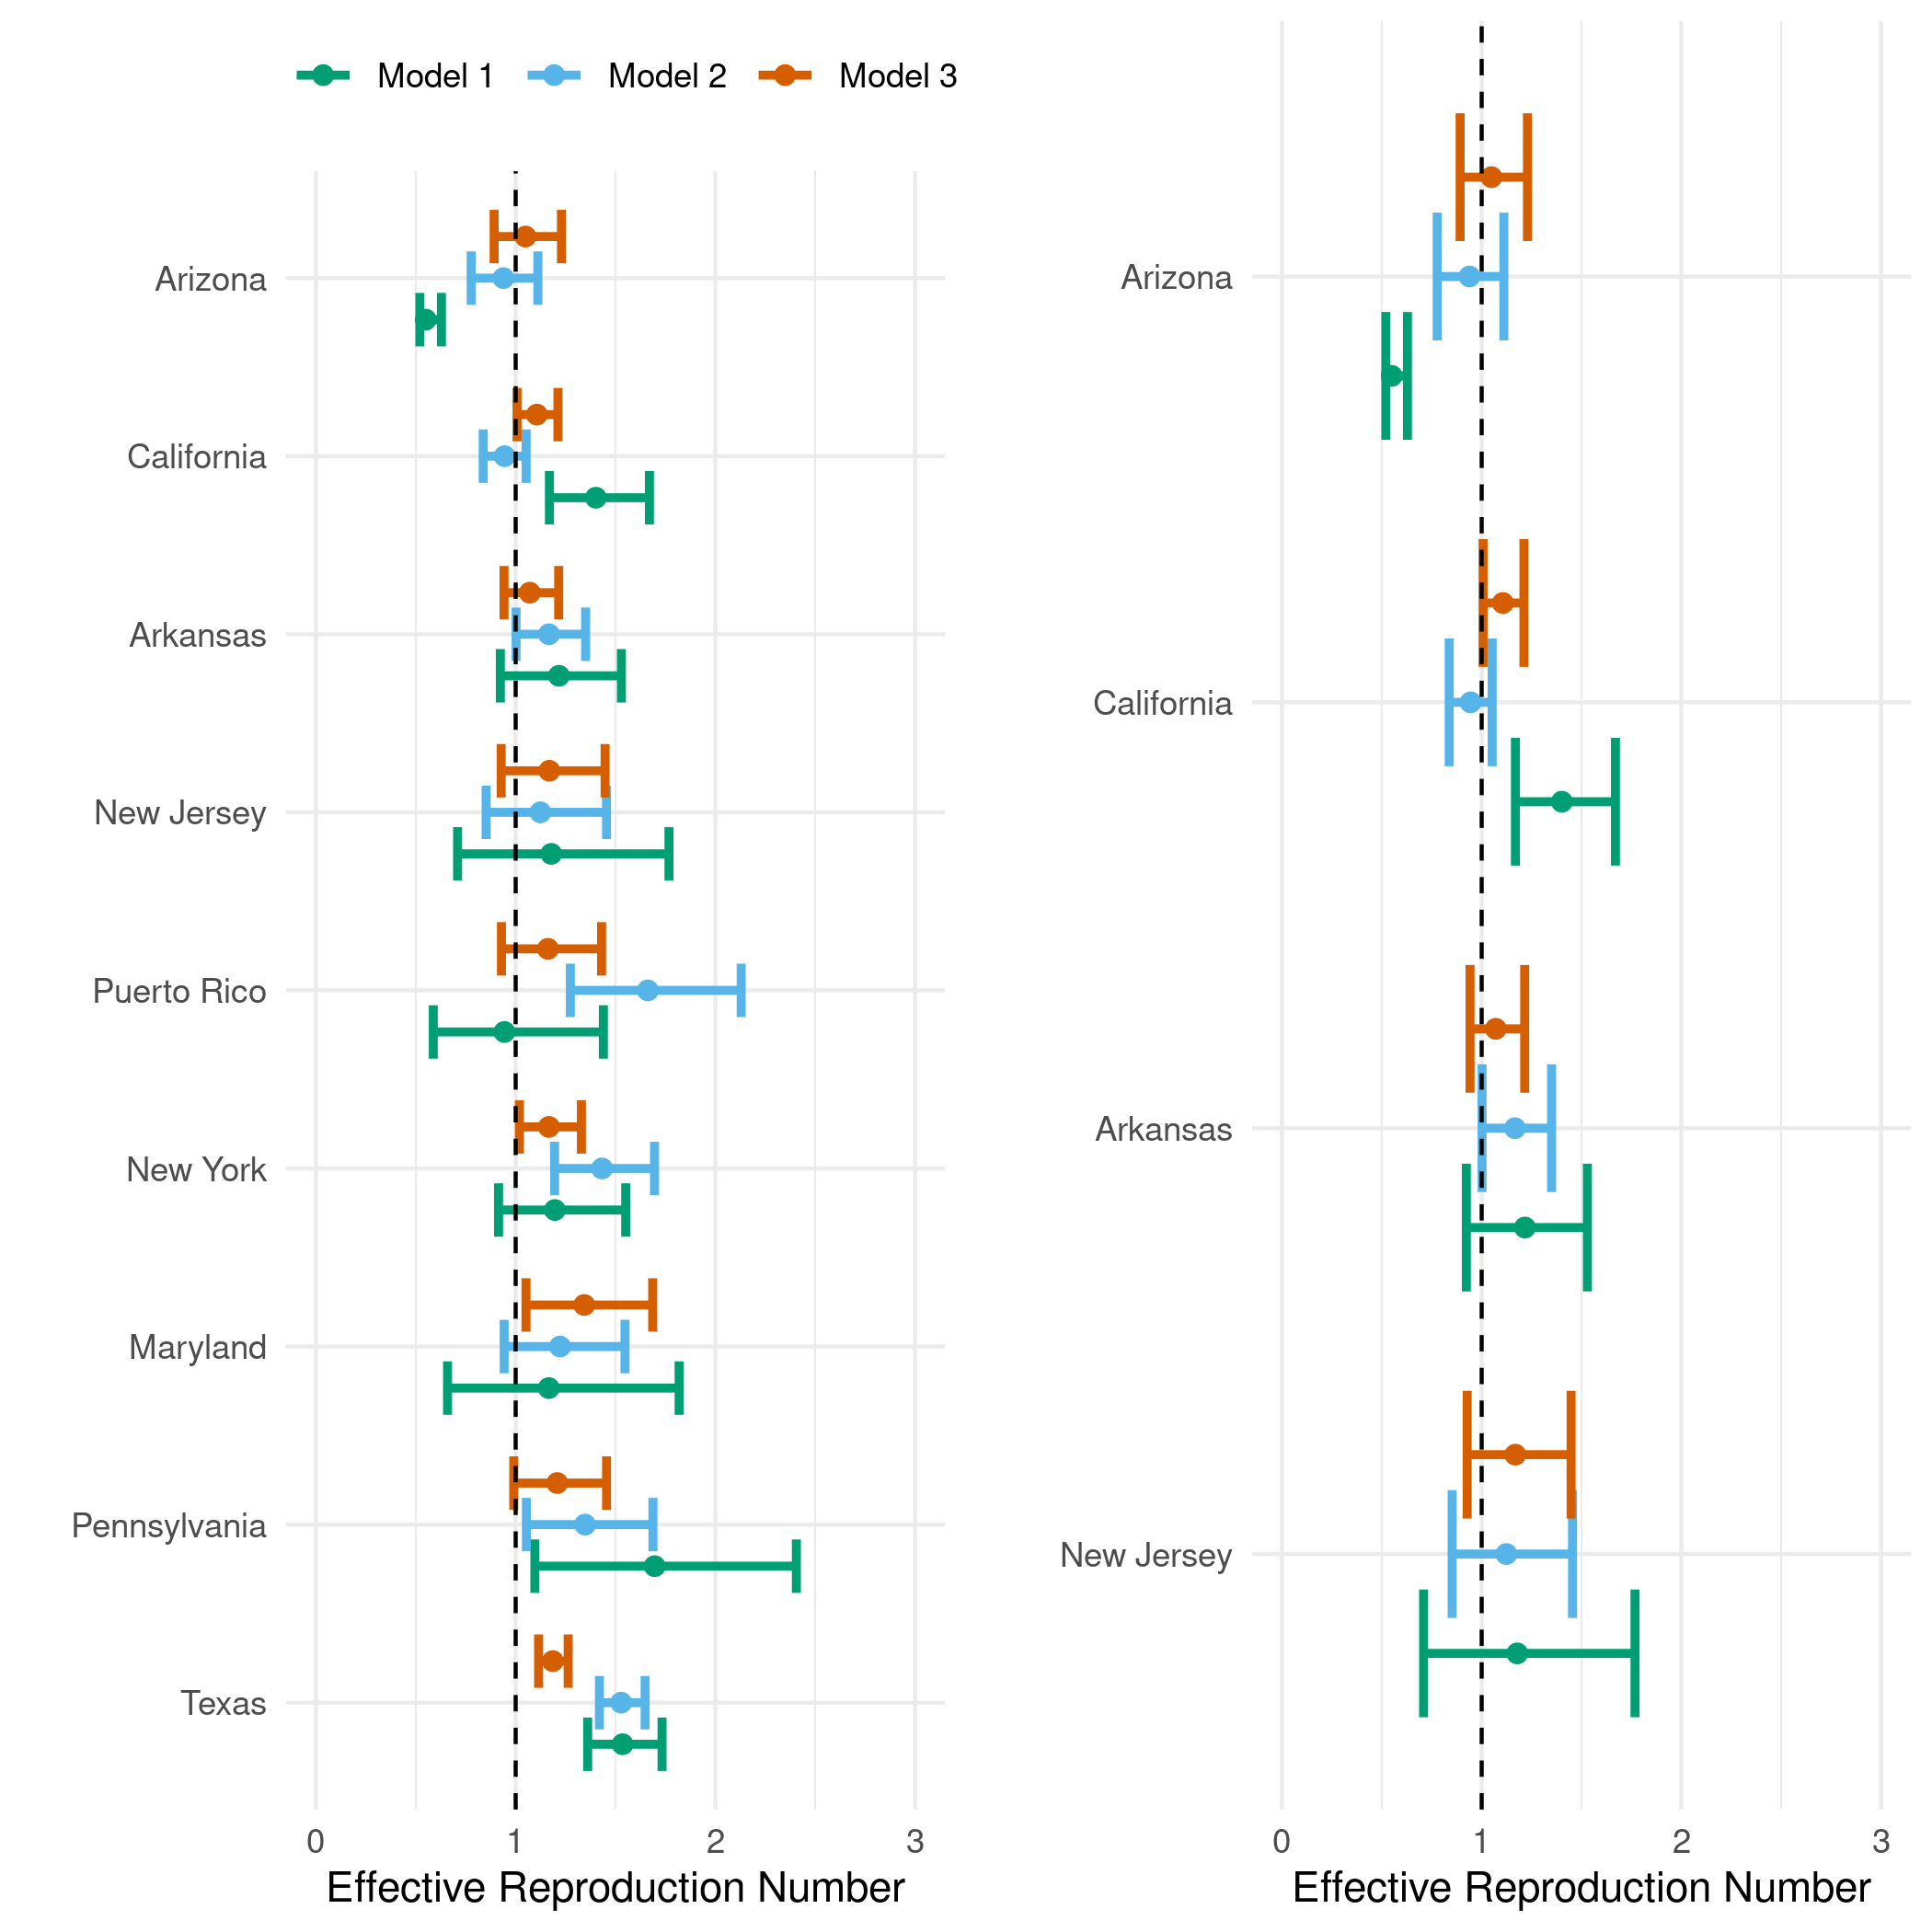 Model 1 Model 2 Model 3
Arizona
California
Arkansas
New Jersey
Puerto Rico
New York
Maryland
Pennsylvania
Texas
0 1 2 3
Effective Reproduction Number
Arizona
California
Arkansas
New Jersey
0 1 2 3
Effective Reproduction Number